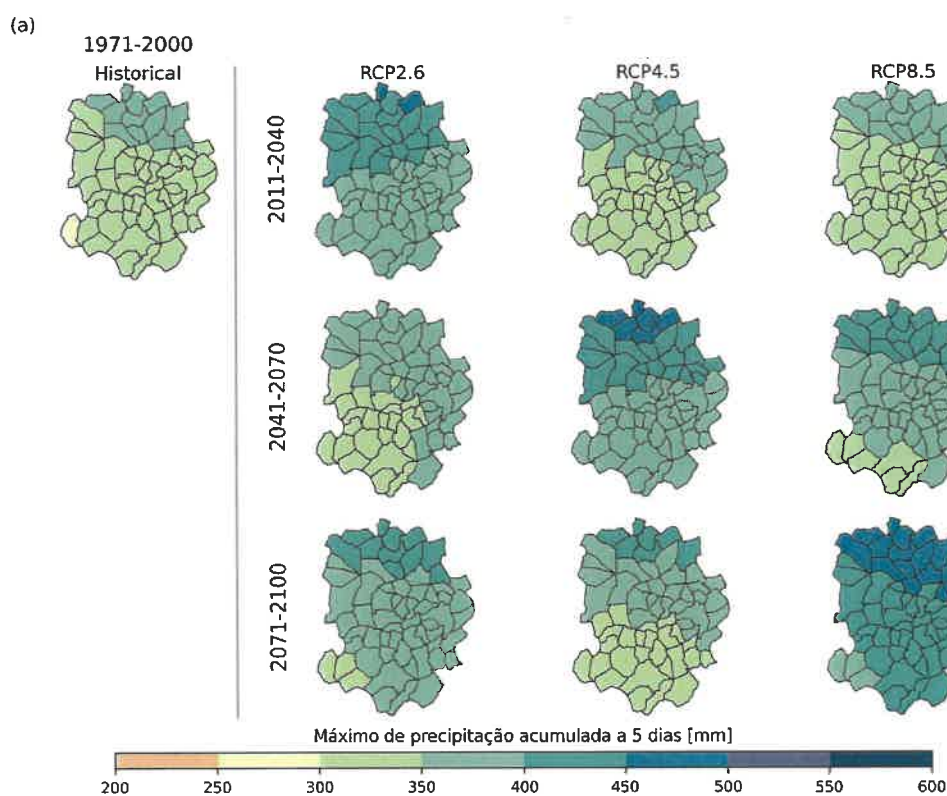 (a)
1971-2000
Historical
RCP2.6
RCP4.5
RCP8.5
2011-2040
2041-2070
2071-2100
Máximo de precipitação acumulada a 5 dias [mm]
200 250 300 350 400 450 500 550 600